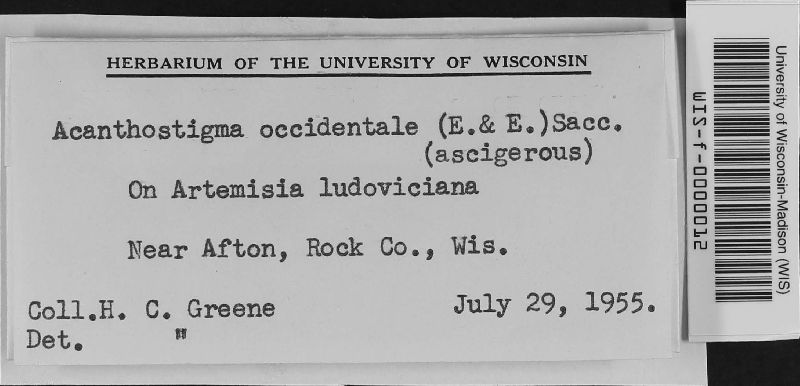 HERBARIUM OF THE UNIVERSITY OF WISCONSIN
Acanthostigma occidentale (E.& E.)Sacc.
(ascigerous)
On Artemisia ludoviciana
Near Afton, Rock Co., Wis.
Coll.H. C. Greene July 29, 1955.
Det. "
University of Wisconsin-Madison (WIS)
WIS-f-0000012